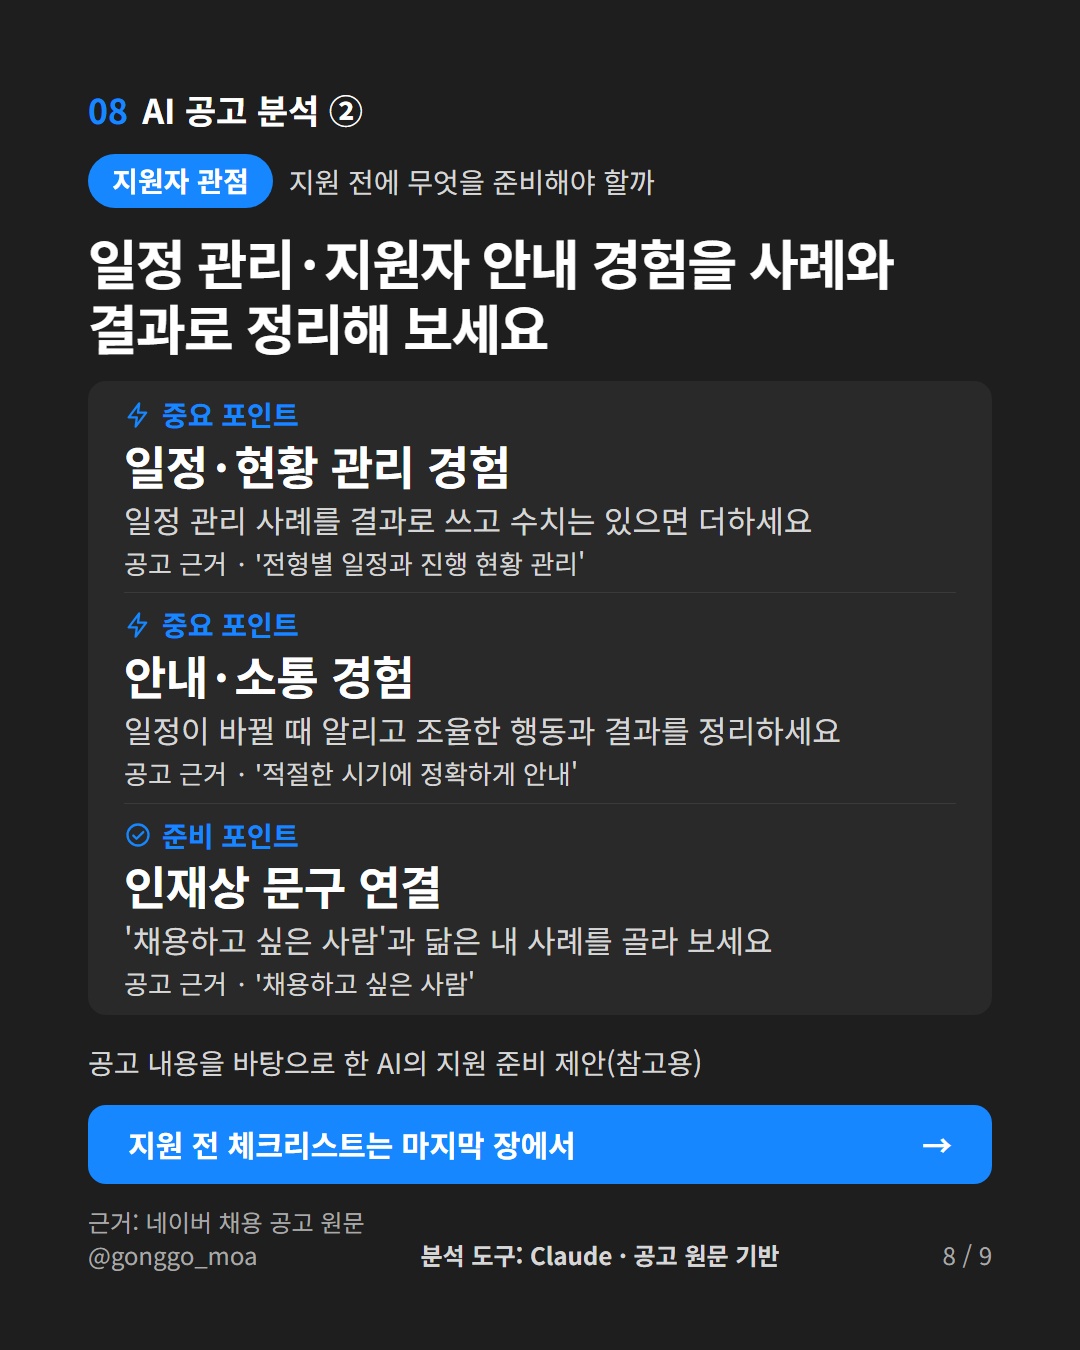 08 AI 공고 분석 ②
지원자 관점 지원 전에 무엇을 준비해야 할까
일정 관리·지원자 안내 경험을 사례와
결과로 정리해 보세요
중요 포인트
일정·현황 관리 경험
일정 관리 사례를 결과로 쓰고 수치는 있으면 더하세요
공고 근거 · '전형별 일정과 진행 현황 관리'
중요 포인트
안내·소통 경험
일정이 바뀔 때 알리고 조율한 행동과 결과를 정리하세요
공고 근거 · '적절한 시기에 정확하게 안내'
준비 포인트
인재상 문구 연결
'채용하고 싶은 사람'과 닮은 내 사례를 골라 보세요
공고 근거 · '채용하고 싶은 사람'
공고 내용을 바탕으로 한 AI의 지원 준비 제안(참고용)
지원 전 체크리스트는 마지막 장에서 →
근거: 네이버 채용 공고 원문
@gonggo_moa 분석 도구: Claude · 공고 원문 기반 8 / 9